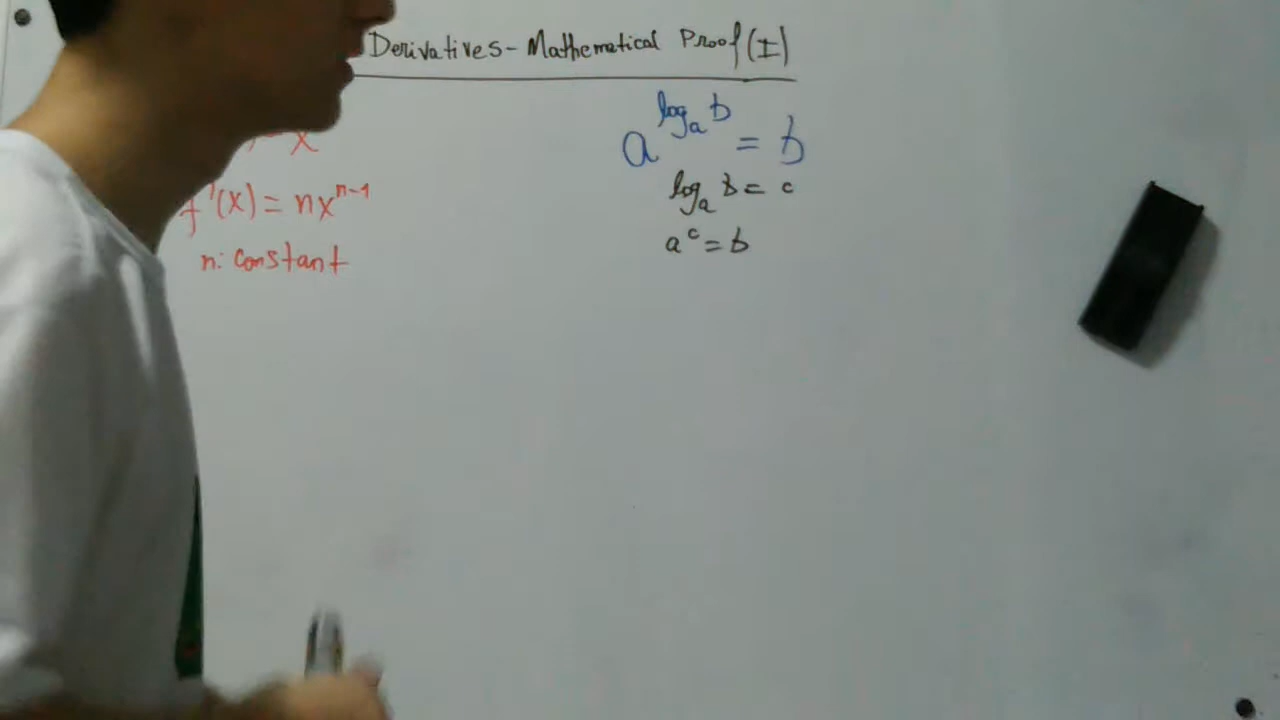 Derivatives - Mathematical Proof (I)
x
f'(x) = nx^{n-1}
n: constant
a^{log_a b} = b
log_a b = c
a^c = b